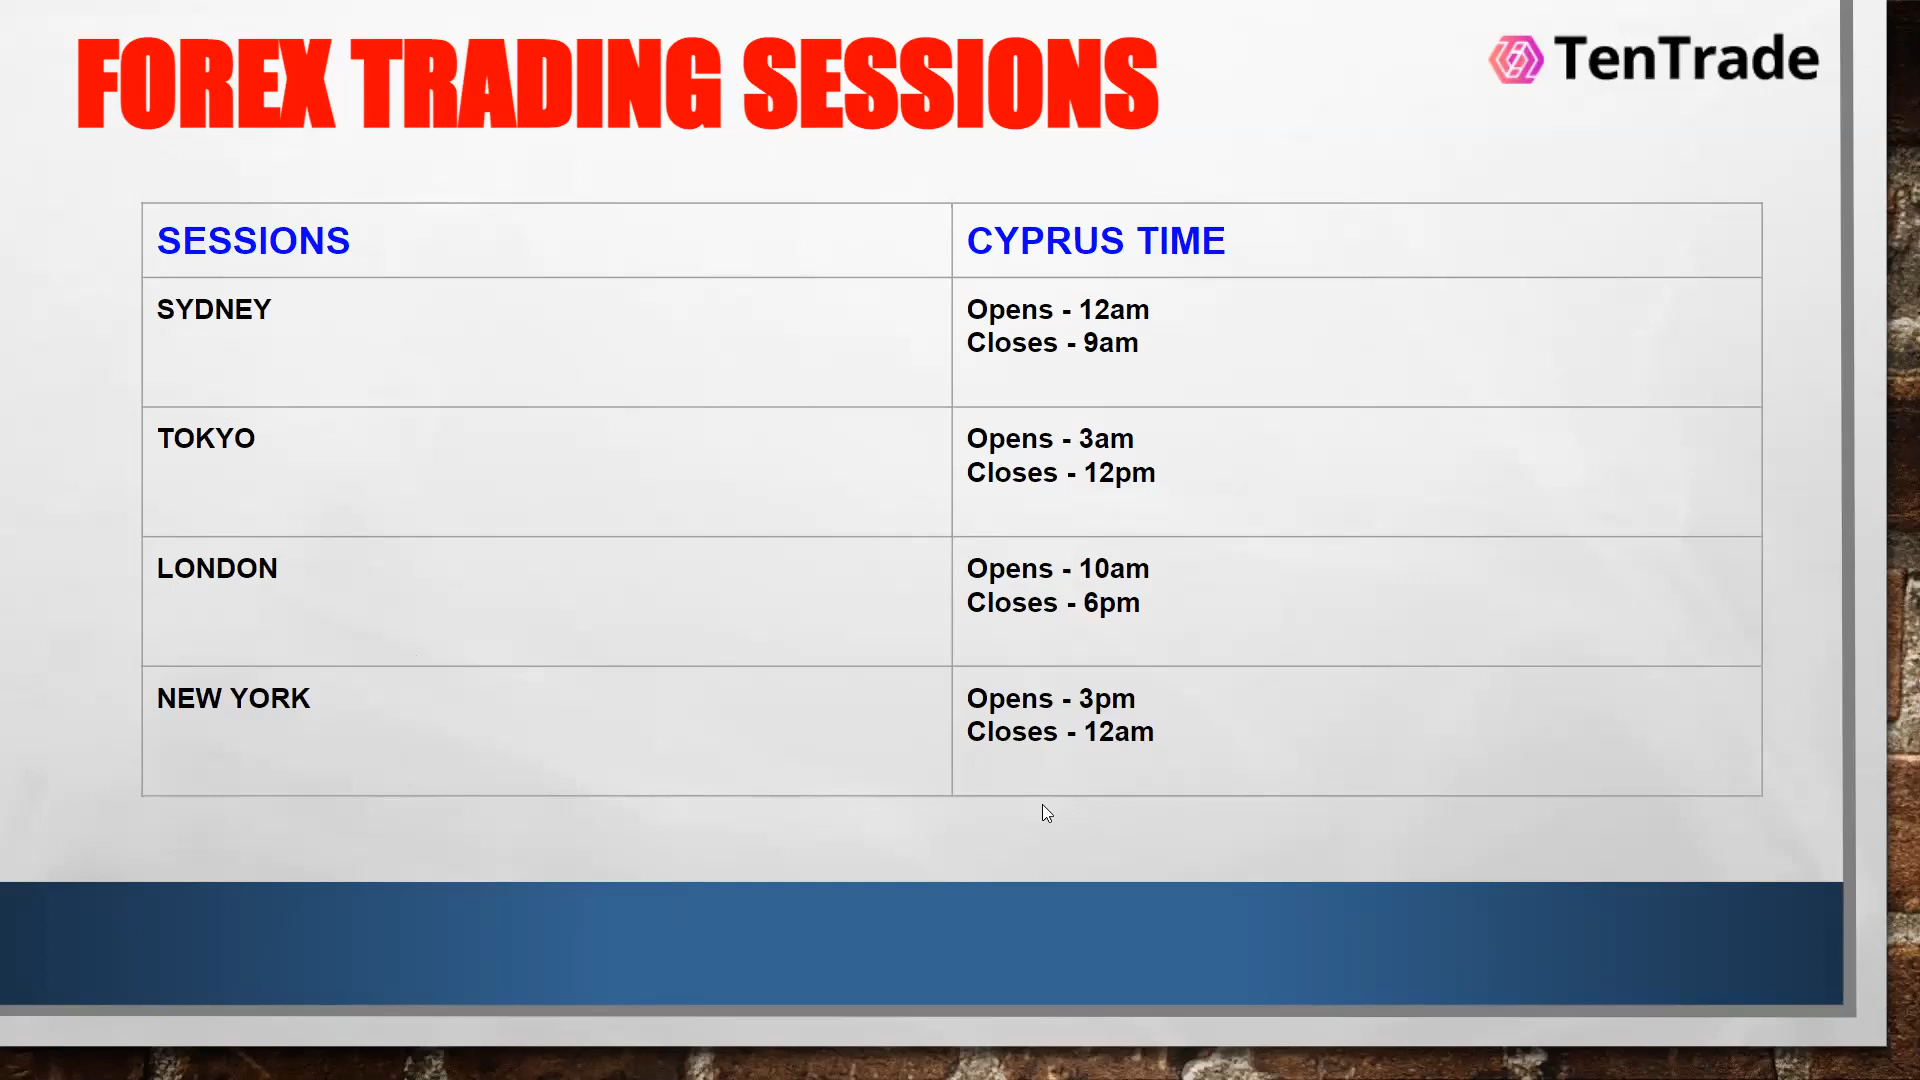 FOREX TRADING SESSIONS
TenTrade
SESSIONS
CYPRUS TIME
SYDNEY
Opens - 12am
Closes - 9am
TOKYO
Opens - 3am
Closes - 12pm
LONDON
Opens - 10am
Closes - 6pm
NEW YORK
Opens - 3pm
Closes - 12am